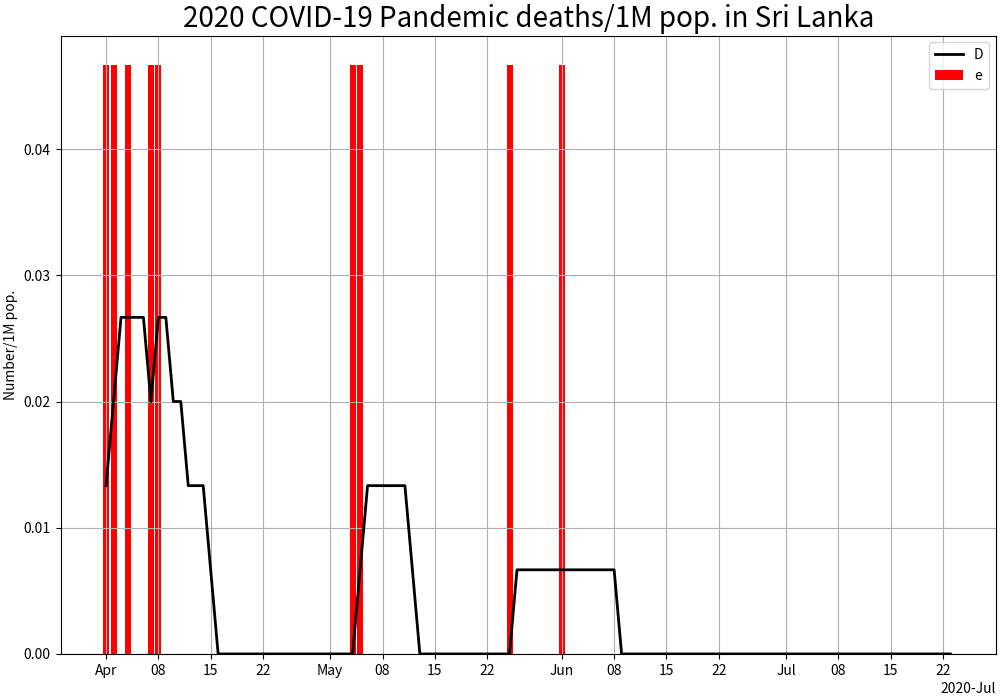 2020 COVID-19 Pandemic deaths/1M pop. in Sri Lanka
D
e
Number/1M pop.
0.04
0.03
0.02
0.01
0.00
Apr 08 15 22 May 08 15 22 Jun 08 15 22 Jul 08 15 22
2020-Jul